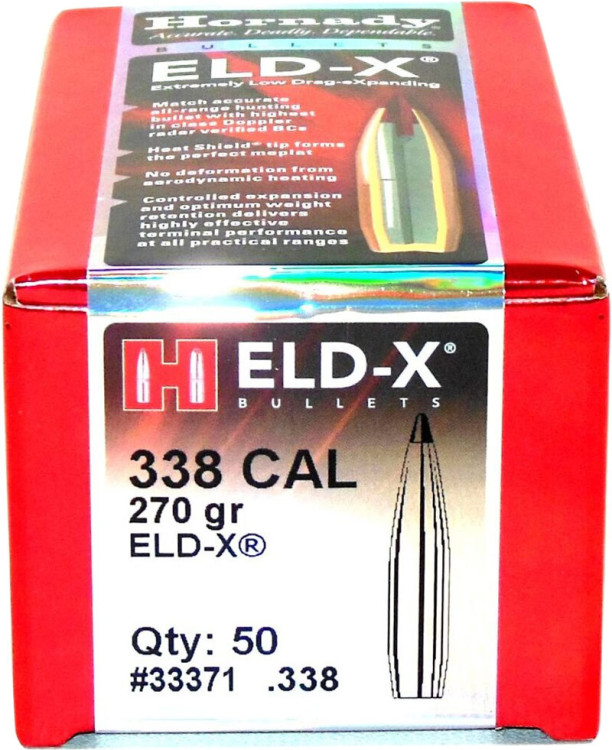 Hornady
Accurate. Deadly. Dependable.
BULLETS
ELD-X®
Extremely Low Drag-eXpanding
Match accurate
all-range hunting
bullet with highest
in class Doppler
radar verified BCs
Heat Shield® tip forms
the perfect meplat
No deformation from
aerodynamic heating
Controlled expansion
and optimum weight
retention delivers
highly effective
terminal performance
at all practical ranges
H ELD-X®
BULLETS
338 CAL
270 gr
ELD-X®
Qty: 50
#33371 .338